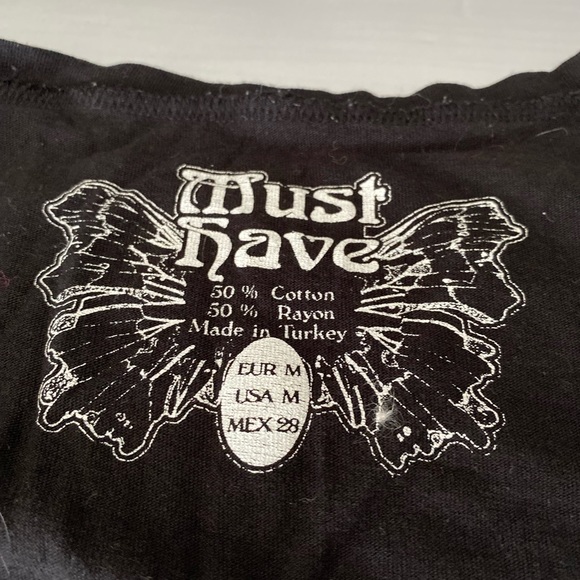 Must
have
50 % Cotton
50 % Rayon
Made in Turkey
EUR M
USA M
MEX 28